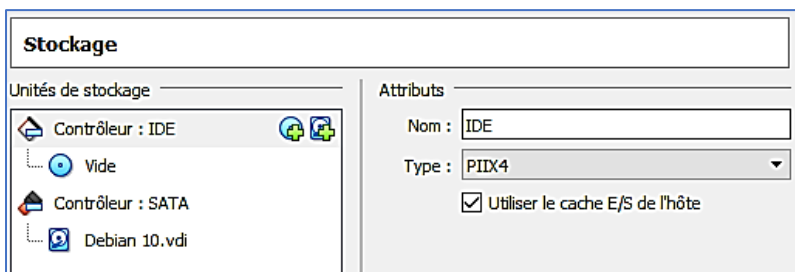 Stockage
Unités de stockage
Contrôleur : IDE
Vide
Contrôleur : SATA
Debian 10.vdi
Attributs
Nom : IDE
Type : PIIX4
Utiliser le cache E/S de l'hôte